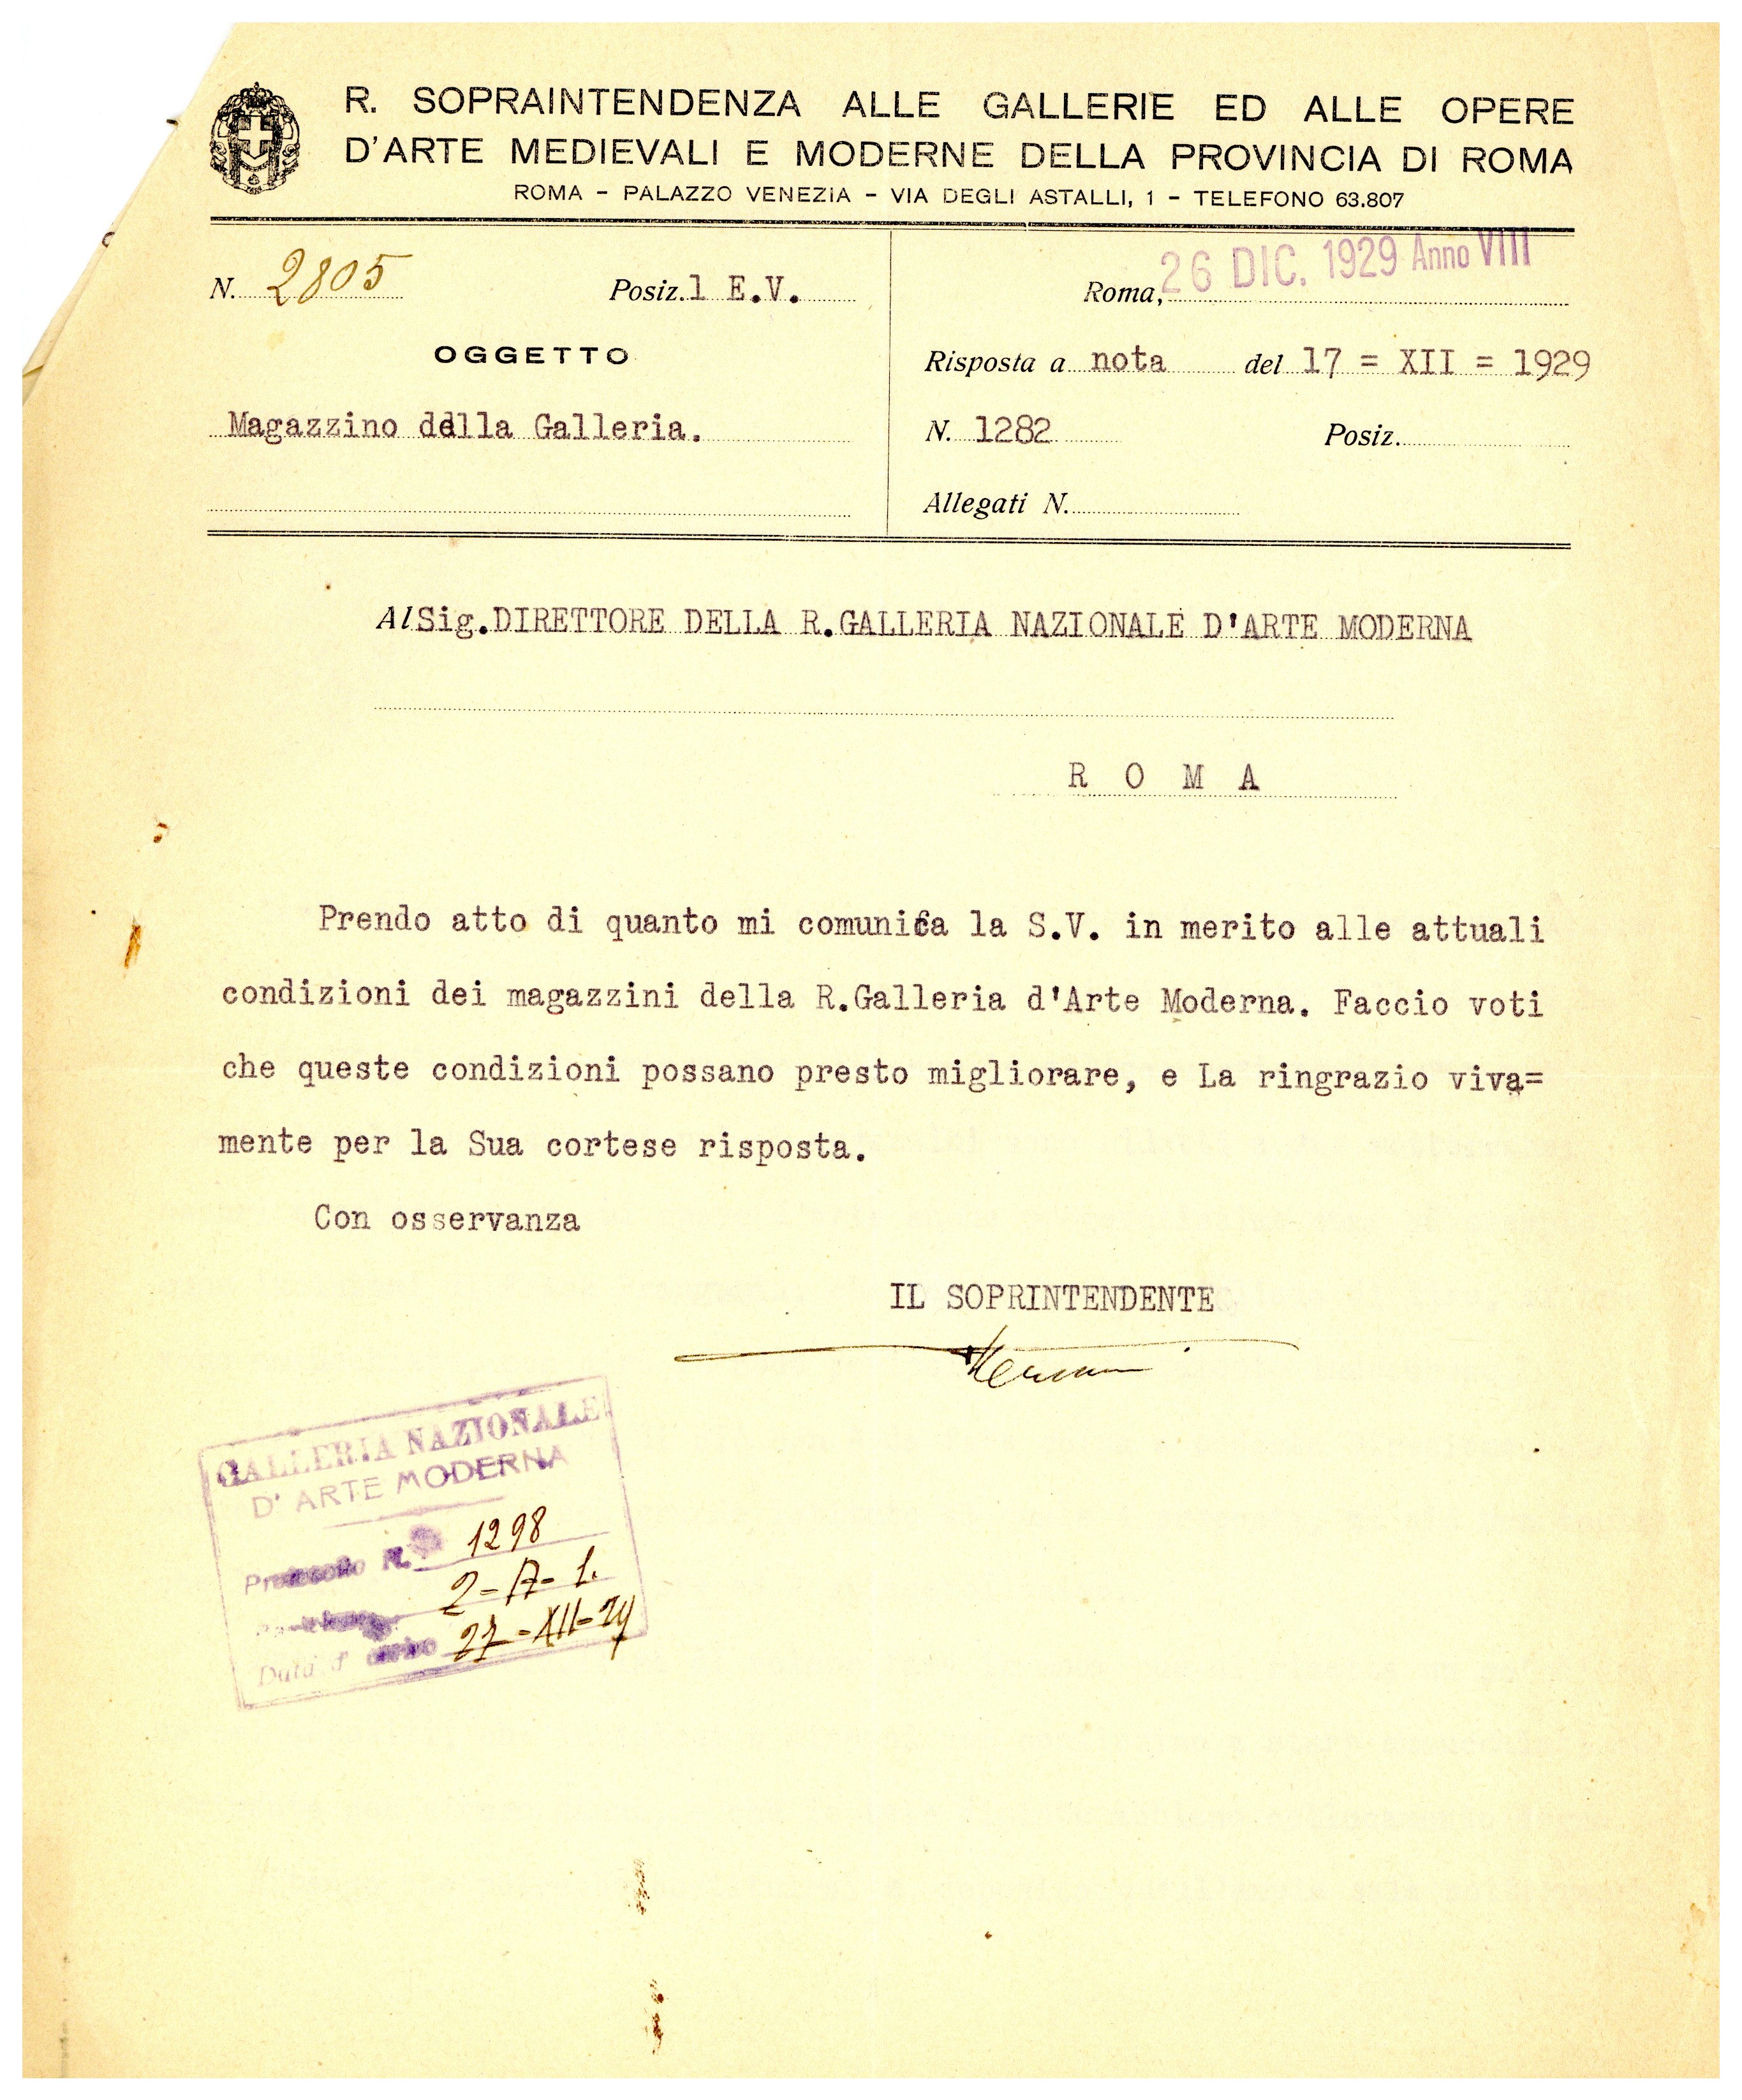 R. SOPRAINTENDENZA ALLE GALLERIE ED ALLE OPERE
D'ARTE MEDIEVALI E MODERNE DELLA PROVINCIA DI ROMA
ROMA – PALAZZO VENEZIA – VIA DEGLI ASTALLI, 1 – TELEFONO 63.807
N. 2805 Posiz. 1 E.V.
OGGETTO
Magazzino della Galleria.
Roma, 26 DIC. 1929 Anno VIII
Risposta a nota del 17 = XII = 1929
N. 1282 Posiz.
Allegati N.
Al Sig. DIRETTORE DELLA R.GALLERIA NAZIONALE D'ARTE MODERNA
R O M A
Prendo atto di quanto mi comunica la S.V. in merito alle attuali
condizioni dei magazzini della R.Galleria d'Arte Moderna. Faccio voti
che queste condizioni possano presto migliorare, e La ringrazio viva=
mente per la Sua cortese risposta.
Con osservanza
IL SOPRINTENDENTE
GALLERIA NAZIONALE
D' ARTE MODERNA
Protocollo N. 1298
Data d' arrivo 27-XII-29